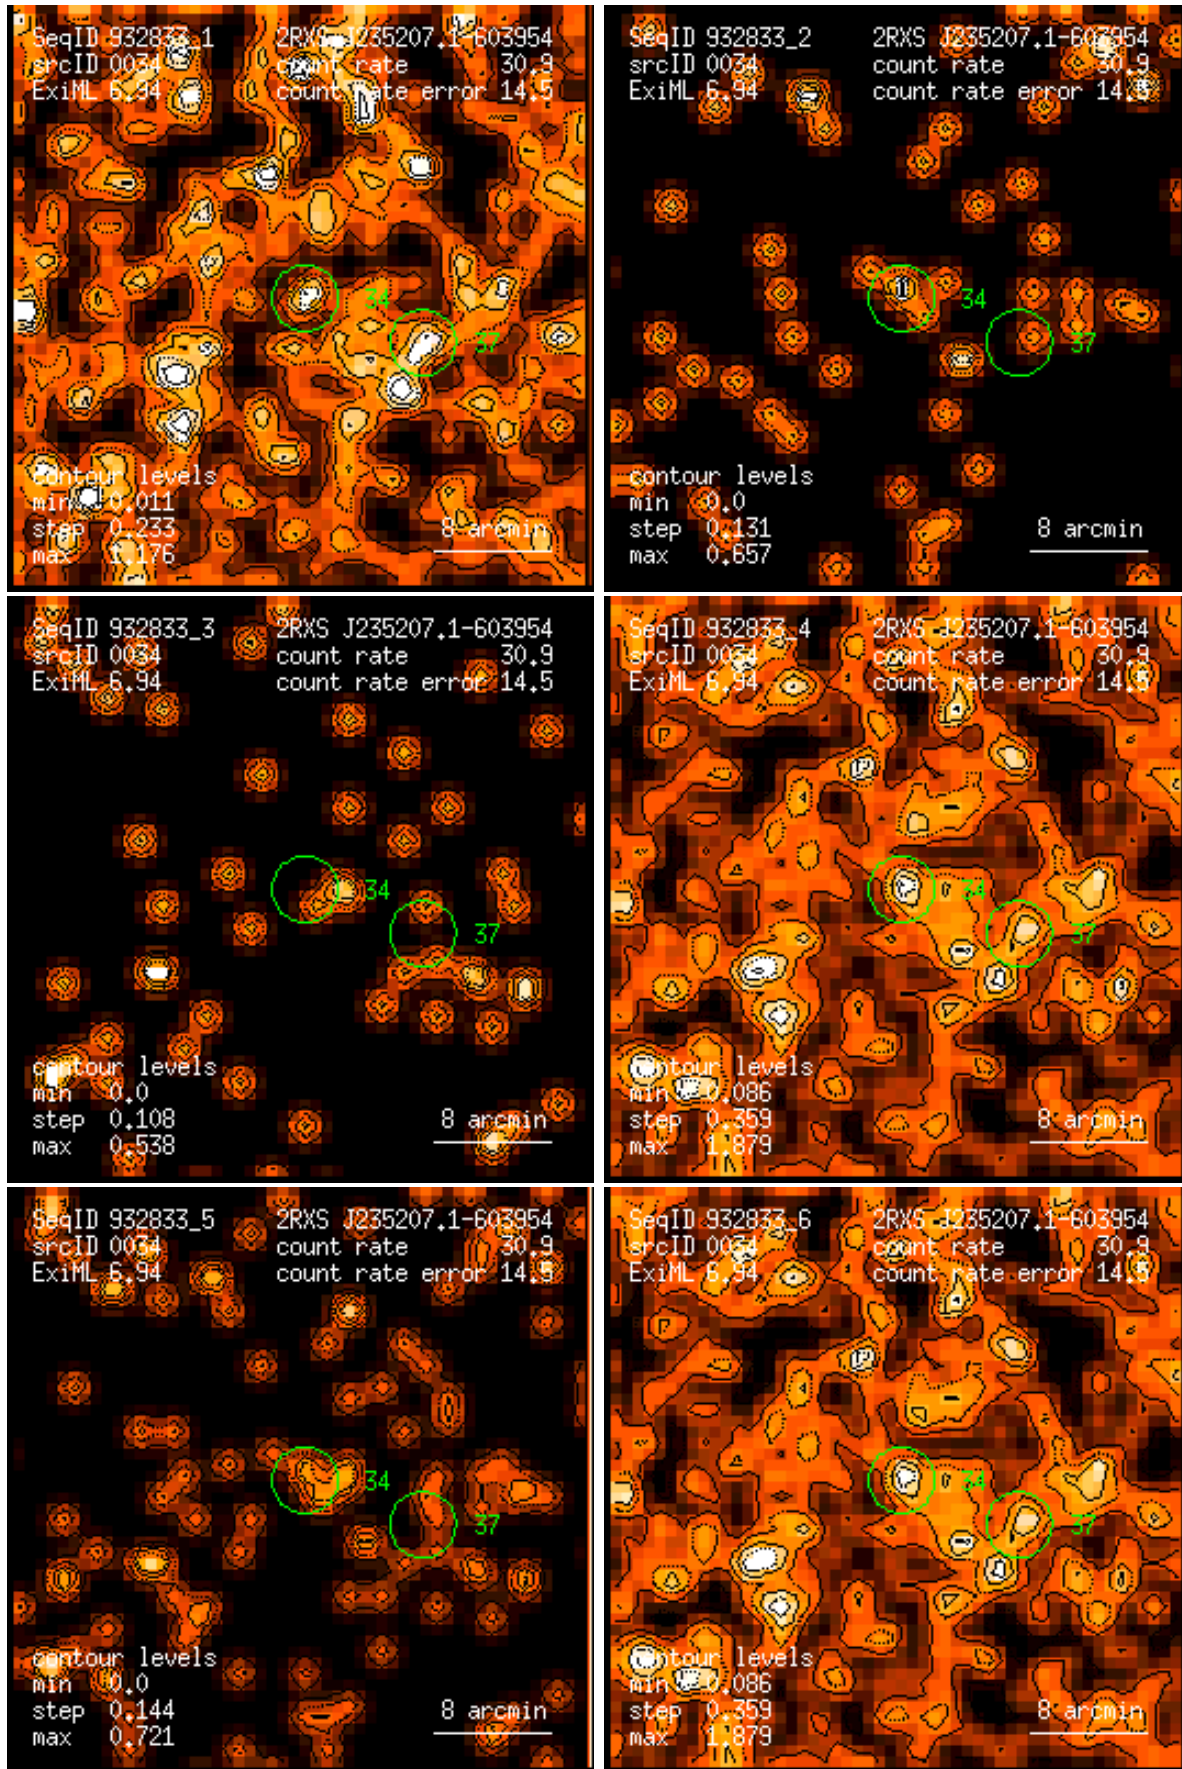 SeqID 932833_1 2RXS J235207.1-603954
srcID 0034 count rate 30.9
ExiML 6.94 count rate error 14.5
34
37
contour levels
min 0.011
step 0.233 8 arcmin
max 1.176
SeqID 932833_2 2RXS J235207.1-603954
srcID 0034 count rate 30.9
ExiML 6.94 count rate error 14.5
34
37
contour levels
min 0.0
step 0.131 8 arcmin
max 0.657
SeqID 932833_3 2RXS J235207.1-603954
srcID 0034 count rate 30.9
ExiML 6.94 count rate error 14.5
34
37
contour levels
min 0.0
step 0.108 8 arcmin
max 0.538
SeqID 932833_4 2RXS J235207.1-603954
srcID 0034 count rate 30.9
ExiML 6.94 count rate error 14.5
34
37
contour levels
min 0.086
step 0.359 8 arcmin
max 1.879
SeqID 932833_5 2RXS J235207.1-603954
srcID 0034 count rate 30.9
ExiML 6.94 count rate error 14.5
34
37
contour levels
min 0.0
step 0.144 8 arcmin
max 0.721
SeqID 932833_6 2RXS J235207.1-603954
srcID 0034 count rate 30.9
ExiML 6.94 count rate error 14.5
34
37
contour levels
min 0.086
step 0.359 8 arcmin
max 1.879